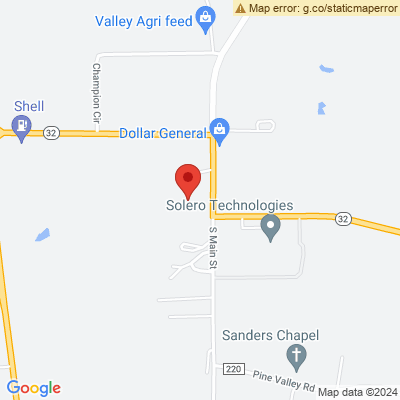 Map error: g.co/staticmaperror
Valley Agri feed
Champion Cir
Shell
32
Dollar General
Solero Technologies
32
S Main St
Sanders Chapel
220
Pine Valley Rd
Google
Map data ©2024